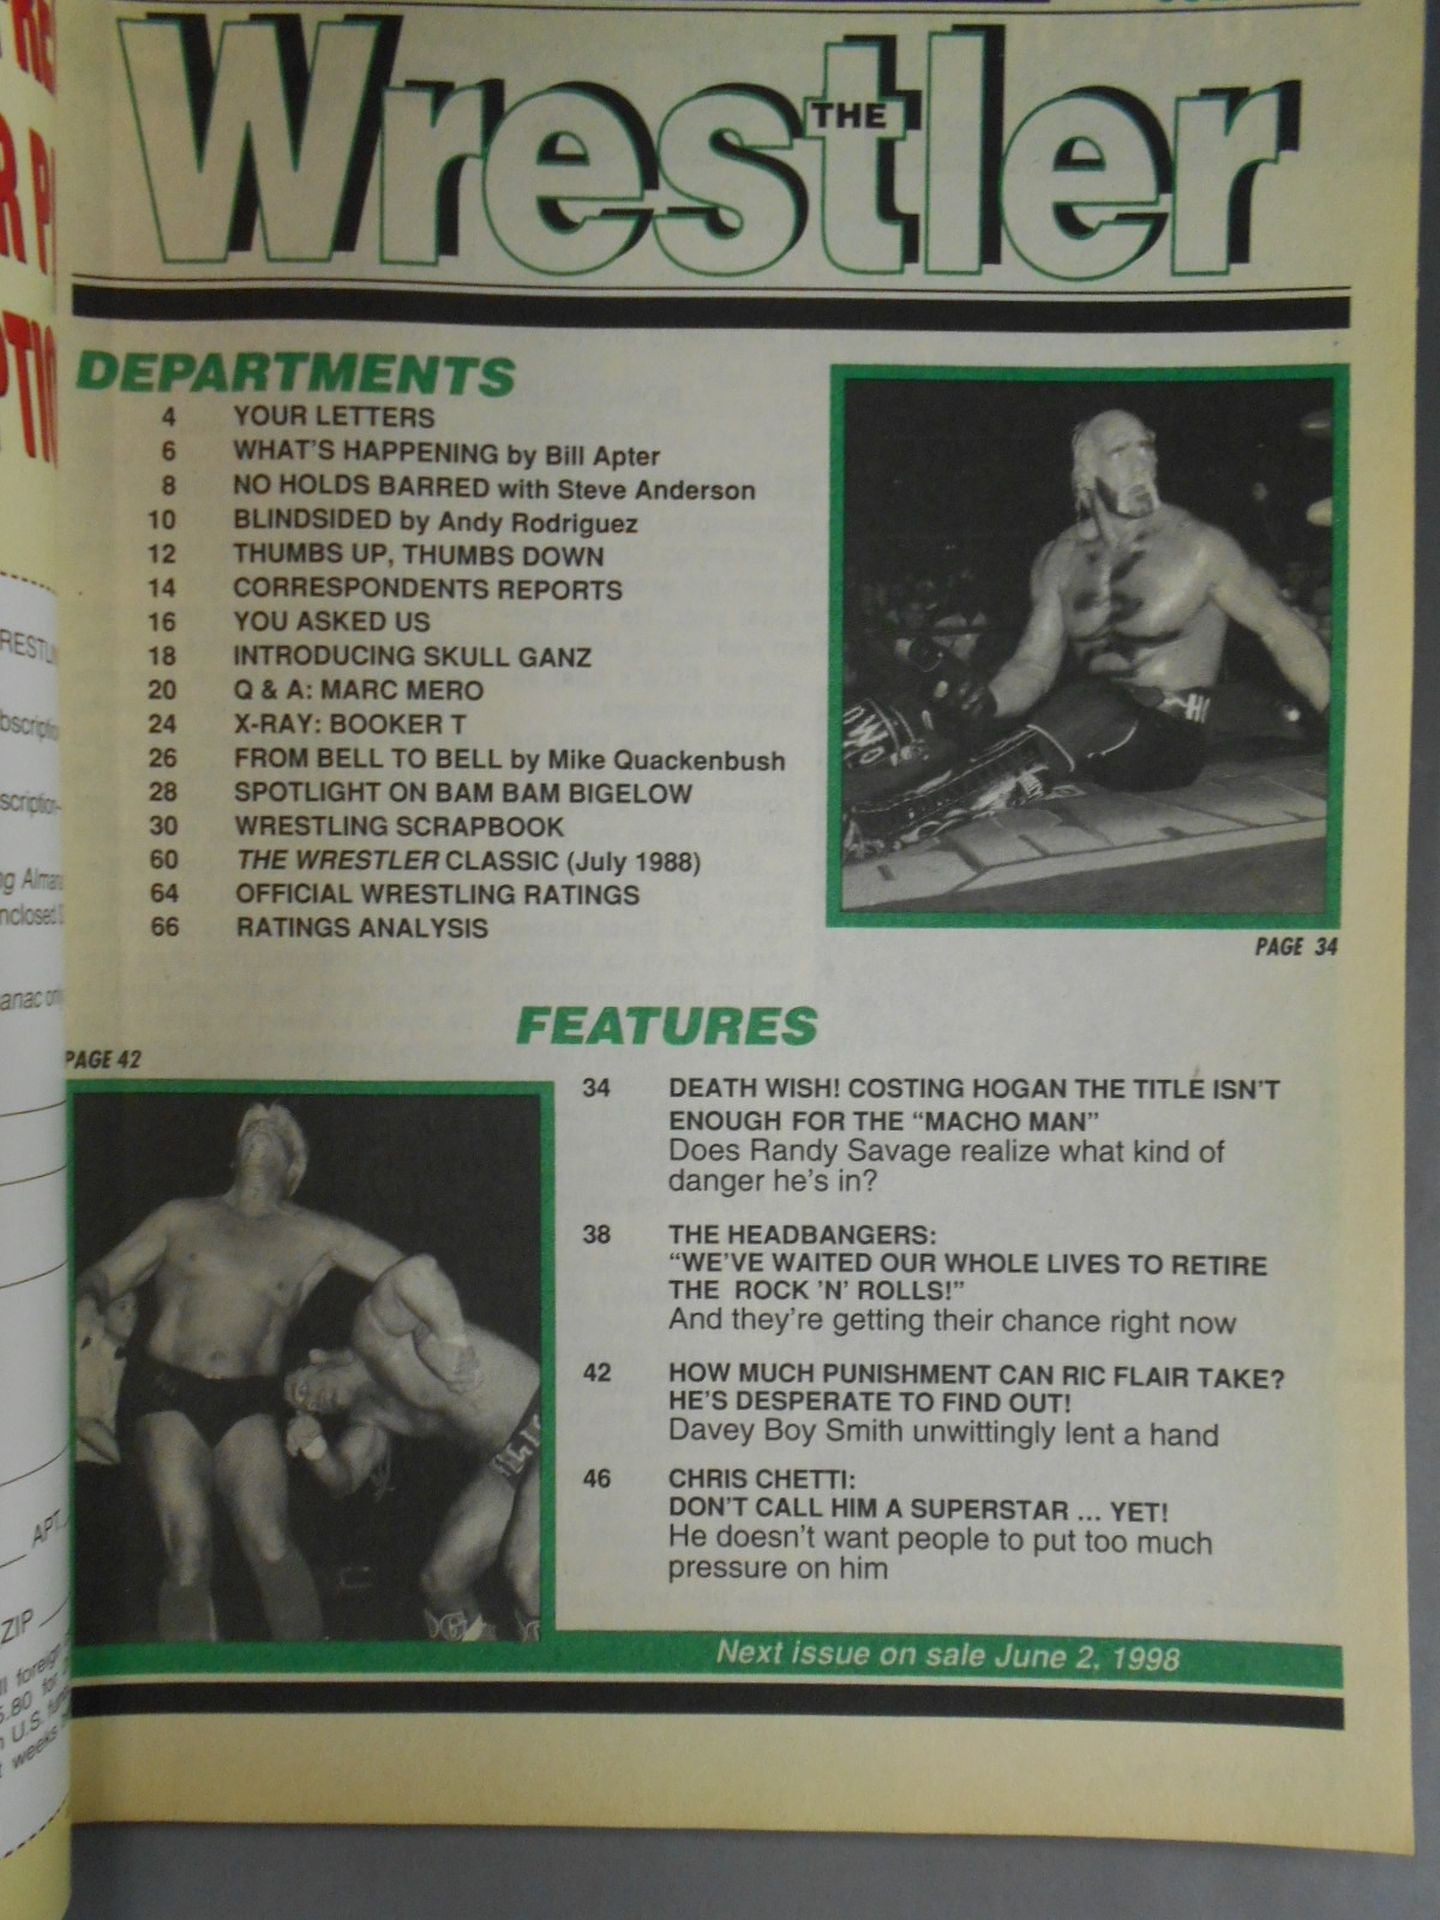 THE
Wrestler
DEPARTMENTS
4 YOUR LETTERS
6 WHAT'S HAPPENING by Bill Apter
8 NO HOLDS BARRED with Steve Anderson
10 BLINDSIDED by Andy Rodriguez
12 THUMBS UP, THUMBS DOWN
14 CORRESPONDENTS REPORTS
16 YOU ASKED US
18 INTRODUCING SKULL GANZ
20 Q & A: MARC MERO
24 X-RAY: BOOKER T
26 FROM BELL TO BELL by Mike Quackenbush
28 SPOTLIGHT ON BAM BAM BIGELOW
30 WRESTLING SCRAPBOOK
60 THE WRESTLER CLASSIC (July 1988)
64 OFFICIAL WRESTLING RATINGS
66 RATINGS ANALYSIS
PAGE 34
FEATURES
PAGE 42
34 DEATH WISH! COSTING HOGAN THE TITLE ISN'T
ENOUGH FOR THE “MACHO MAN”
Does Randy Savage realize what kind of
danger he's in?
38 THE HEADBANGERS:
“WE'VE WAITED OUR WHOLE LIVES TO RETIRE
THE ROCK 'N' ROLLS!”
And they're getting their chance right now
42 HOW MUCH PUNISHMENT CAN RIC FLAIR TAKE?
HE'S DESPERATE TO FIND OUT!
Davey Boy Smith unwittingly lent a hand
46 CHRIS CHETTI:
DON'T CALL HIM A SUPERSTAR ... YET!
He doesn't want people to put too much
pressure on him
Next issue on sale June 2, 1998
APT.
ZIP
foreign
U.S.
weeks